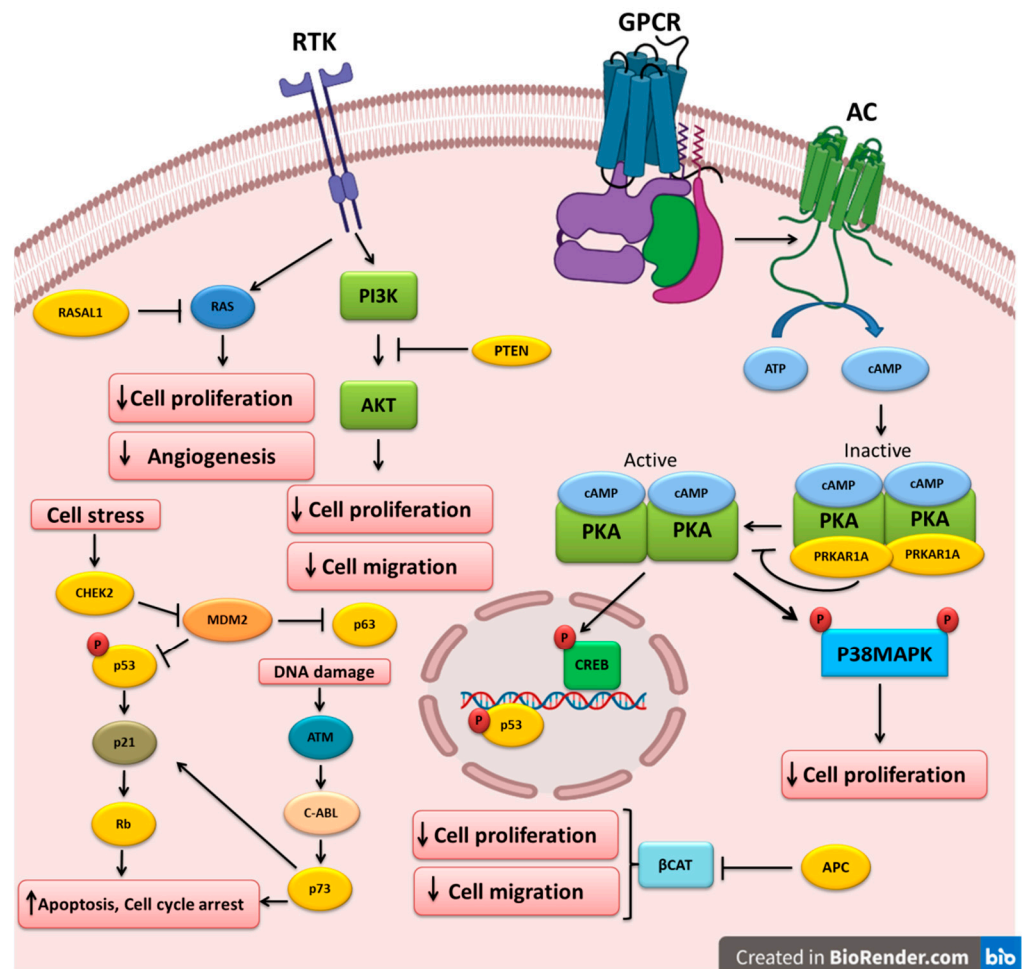 RTK
GPCR
AC
RASAL1
RAS
PI3K
PTEN
AKT
ATP
cAMP
↓Cell proliferation
↓ Angiogenesis
↓Cell proliferation
↓Cell migration
Active
cAMP
cAMP
PKA
PKA
Inactive
cAMP
cAMP
PKA
PKA
PRKAR1A
PRKAR1A
Cell stress
CHEK2
MDM2
p63
P
p53
p21
Rb
DNA damage
ATM
C-ABL
p73
↑Apoptosis, Cell cycle arrest
P
CREB
P
p53
P
P
P38MAPK
↓Cell proliferation
↓Cell proliferation
↓ Cell migration
βCAT
APC
Created in BioRender.com bio